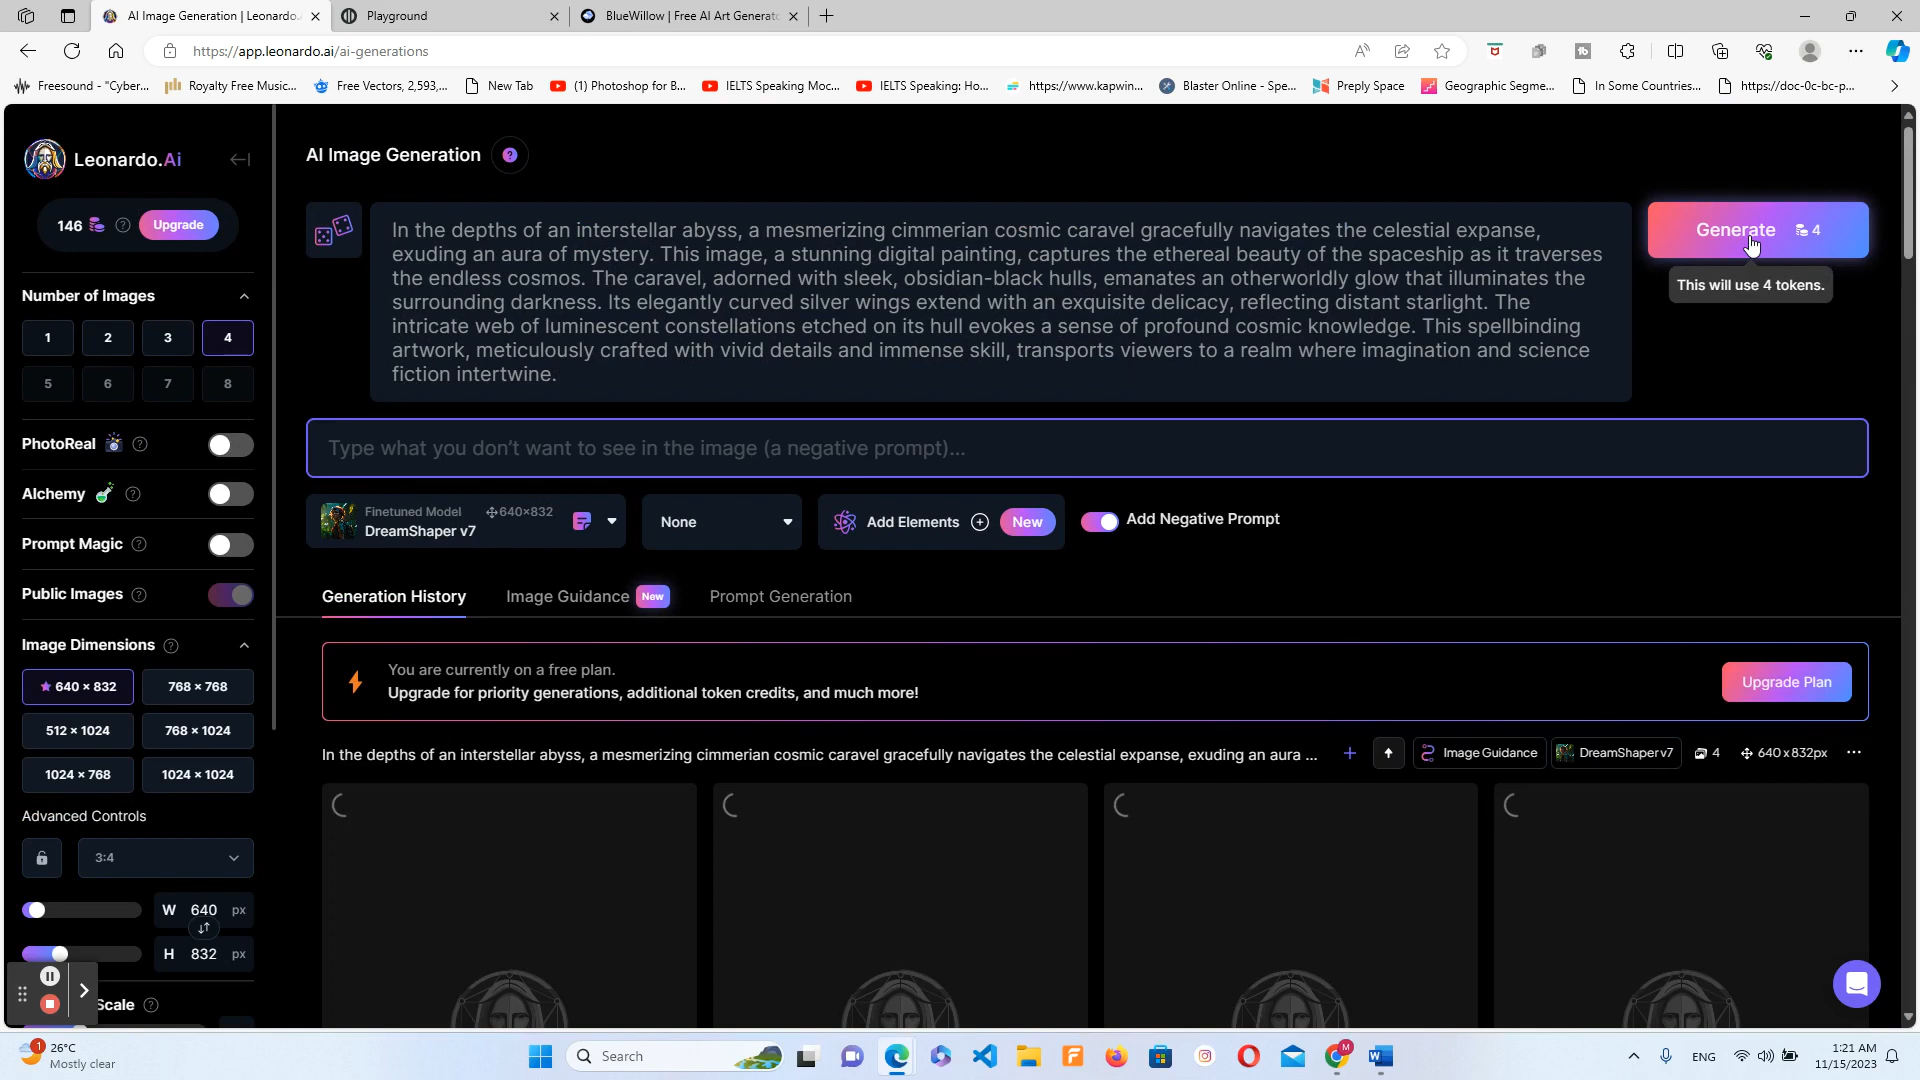 AI Image Generation | Leonardo.
Playground
BlueWillow | Free AI Art Generato
https://app.leonardo.ai/ai-generations
Freesound - "Cyber...
Royalty Free Music...
Free Vectors, 2,593,...
New Tab
(1) Photoshop for B...
IELTS Speaking Moc...
IELTS Speaking: Ho...
https://www.kapwin...
Blaster Online - Spe...
Preply Space
Geographic Segme...
In Some Countries...
https://doc-0c-bc-p...
Leonardo.Ai
146
Upgrade
Number of Images
1 2 3 4
5 6 7 8
PhotoReal
Alchemy
Prompt Magic
Public Images
Image Dimensions
640 × 832 768 × 768
512 × 1024 768 × 1024
1024 × 768 1024 × 1024
Advanced Controls
3:4
W 640 px
H 832 px
Scale
AI Image Generation
In the depths of an interstellar abyss, a mesmerizing cimmerian cosmic caravel gracefully navigates the celestial expanse,
exuding an aura of mystery. This image, a stunning digital painting, captures the ethereal beauty of the spaceship as it traverses
the endless cosmos. The caravel, adorned with sleek, obsidian-black hulls, emanates an otherworldly glow that illuminates the
surrounding darkness. Its elegantly curved silver wings extend with an exquisite delicacy, reflecting distant starlight. The
intricate web of luminescent constellations etched on its hull evokes a sense of profound cosmic knowledge. This spellbinding
artwork, meticulously crafted with vivid details and immense skill, transports viewers to a realm where imagination and science
fiction intertwine.
Generate 4
This will use 4 tokens.
Type what you don't want to see in the image (a negative prompt)...
Finetuned Model 640×832
DreamShaper v7
None
Add Elements New
Add Negative Prompt
Generation History
Image Guidance New
Prompt Generation
You are currently on a free plan.
Upgrade for priority generations, additional token credits, and much more!
Upgrade Plan
In the depths of an interstellar abyss, a mesmerizing cimmerian cosmic caravel gracefully navigates the celestial expanse, exuding an aura ...
Image Guidance
DreamShaper v7
4
640 x 832px
1
26°C
Mostly clear
Search
M
ENG
1:21 AM
11/15/2023